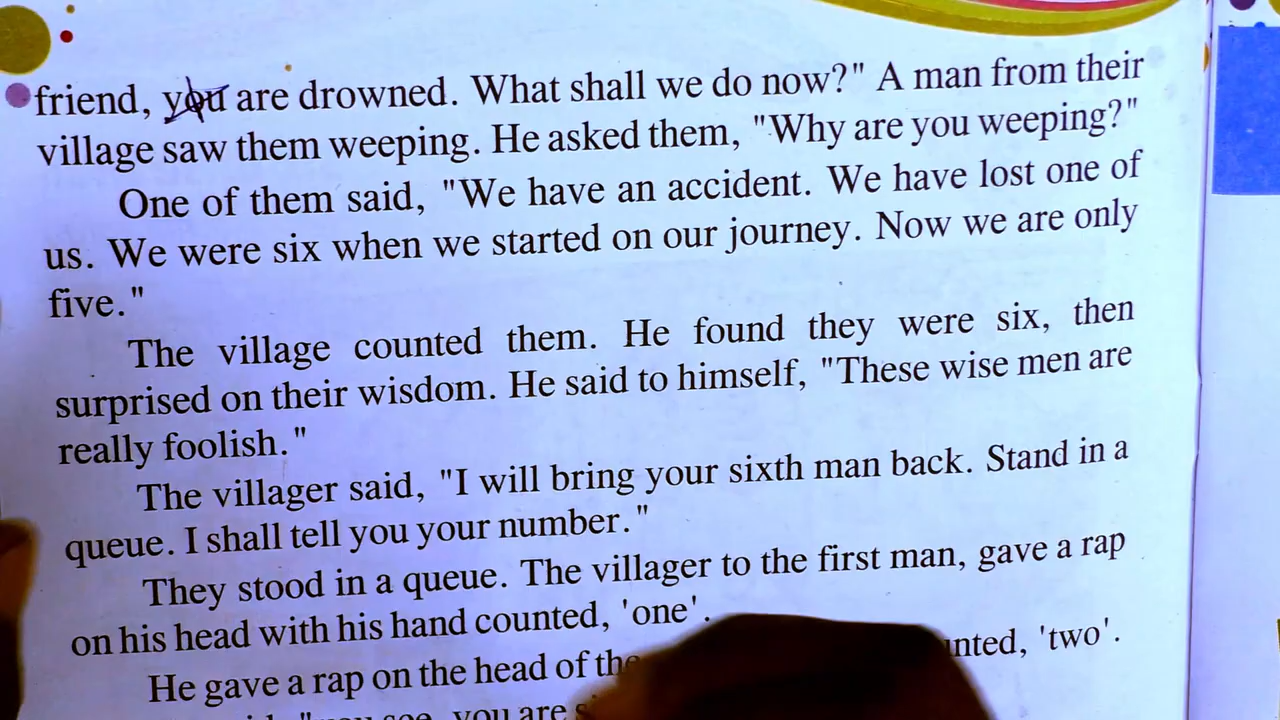 friend, you are drowned. What shall we do now?" A man from their
village saw them weeping. He asked them, "Why are you weeping?"
One of them said, "We have an accident. We have lost one of
us. We were six when we started on our journey. Now we are only
five."
The village counted them. He found they were six, then
surprised on their wisdom. He said to himself, "These wise men are
really foolish."
The villager said, "I will bring your sixth man back. Stand in a
queue. I shall tell you your number."
They stood in a queue. The villager to the first man, gave a rap
on his head with his hand counted, 'one'.
He gave a rap on the head of the 'two'.
"you see, you are